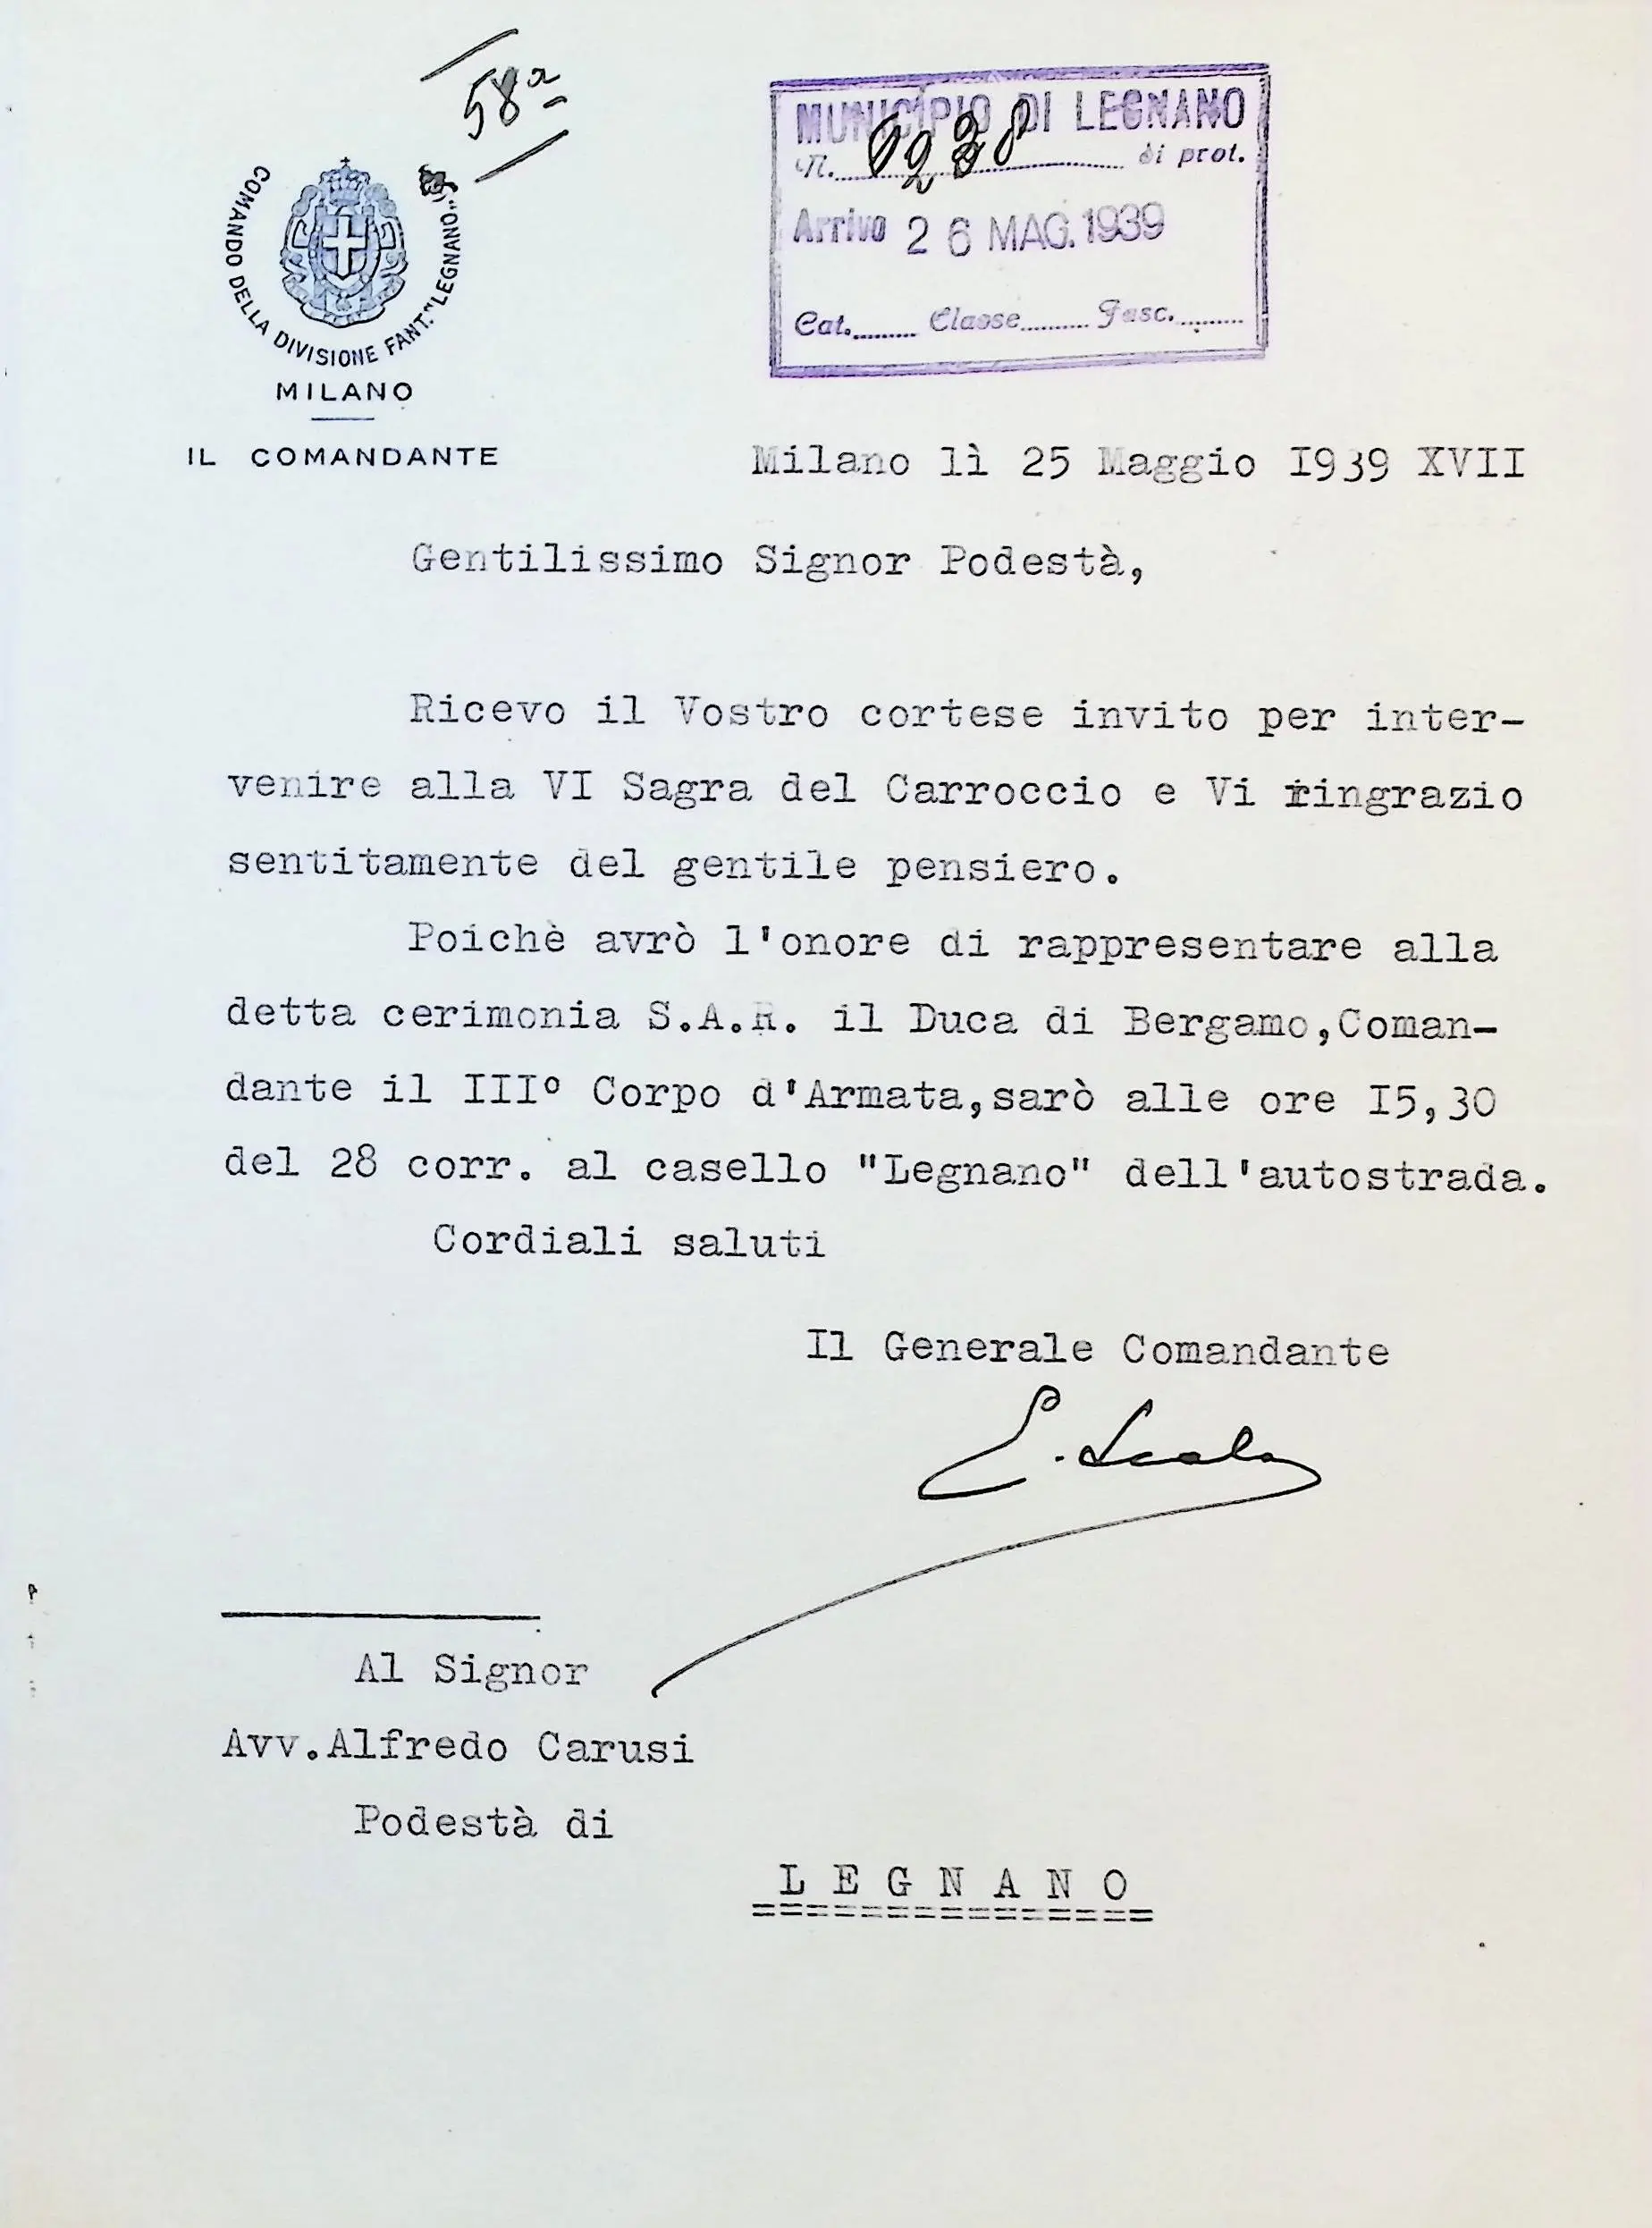 58ª
MUNICIPIO DI LEGNANO
N. di prot.
Arrivo 26 MAG. 1939
Cat. Classe Fasc.
COMANDO DELLA DIVISIONE FANT. "LEGNANO"
MILANO
IL COMANDANTE
Milano lì 25 Maggio I939 XVII
Gentilissimo Signor Podestà,
Ricevo il Vostro cortese invito per inter-
venire alla VI Sagra del Carroccio e Vi ringrazio
sentitamente del gentile pensiero.
Poichè avrò l'onore di rappresentare alla
detta cerimonia S.A.R. il Duca di Bergamo,Coman-
dante il III° Corpo d'Armata,sarò alle ore I5,30
del 28 corr. al casello "Legnano" dell'autostrada.
Cordiali saluti
Il Generale Comandante
E. Scala
Al Signor
Avv.Alfredo Carusi
Podestà di
L E G N A N O